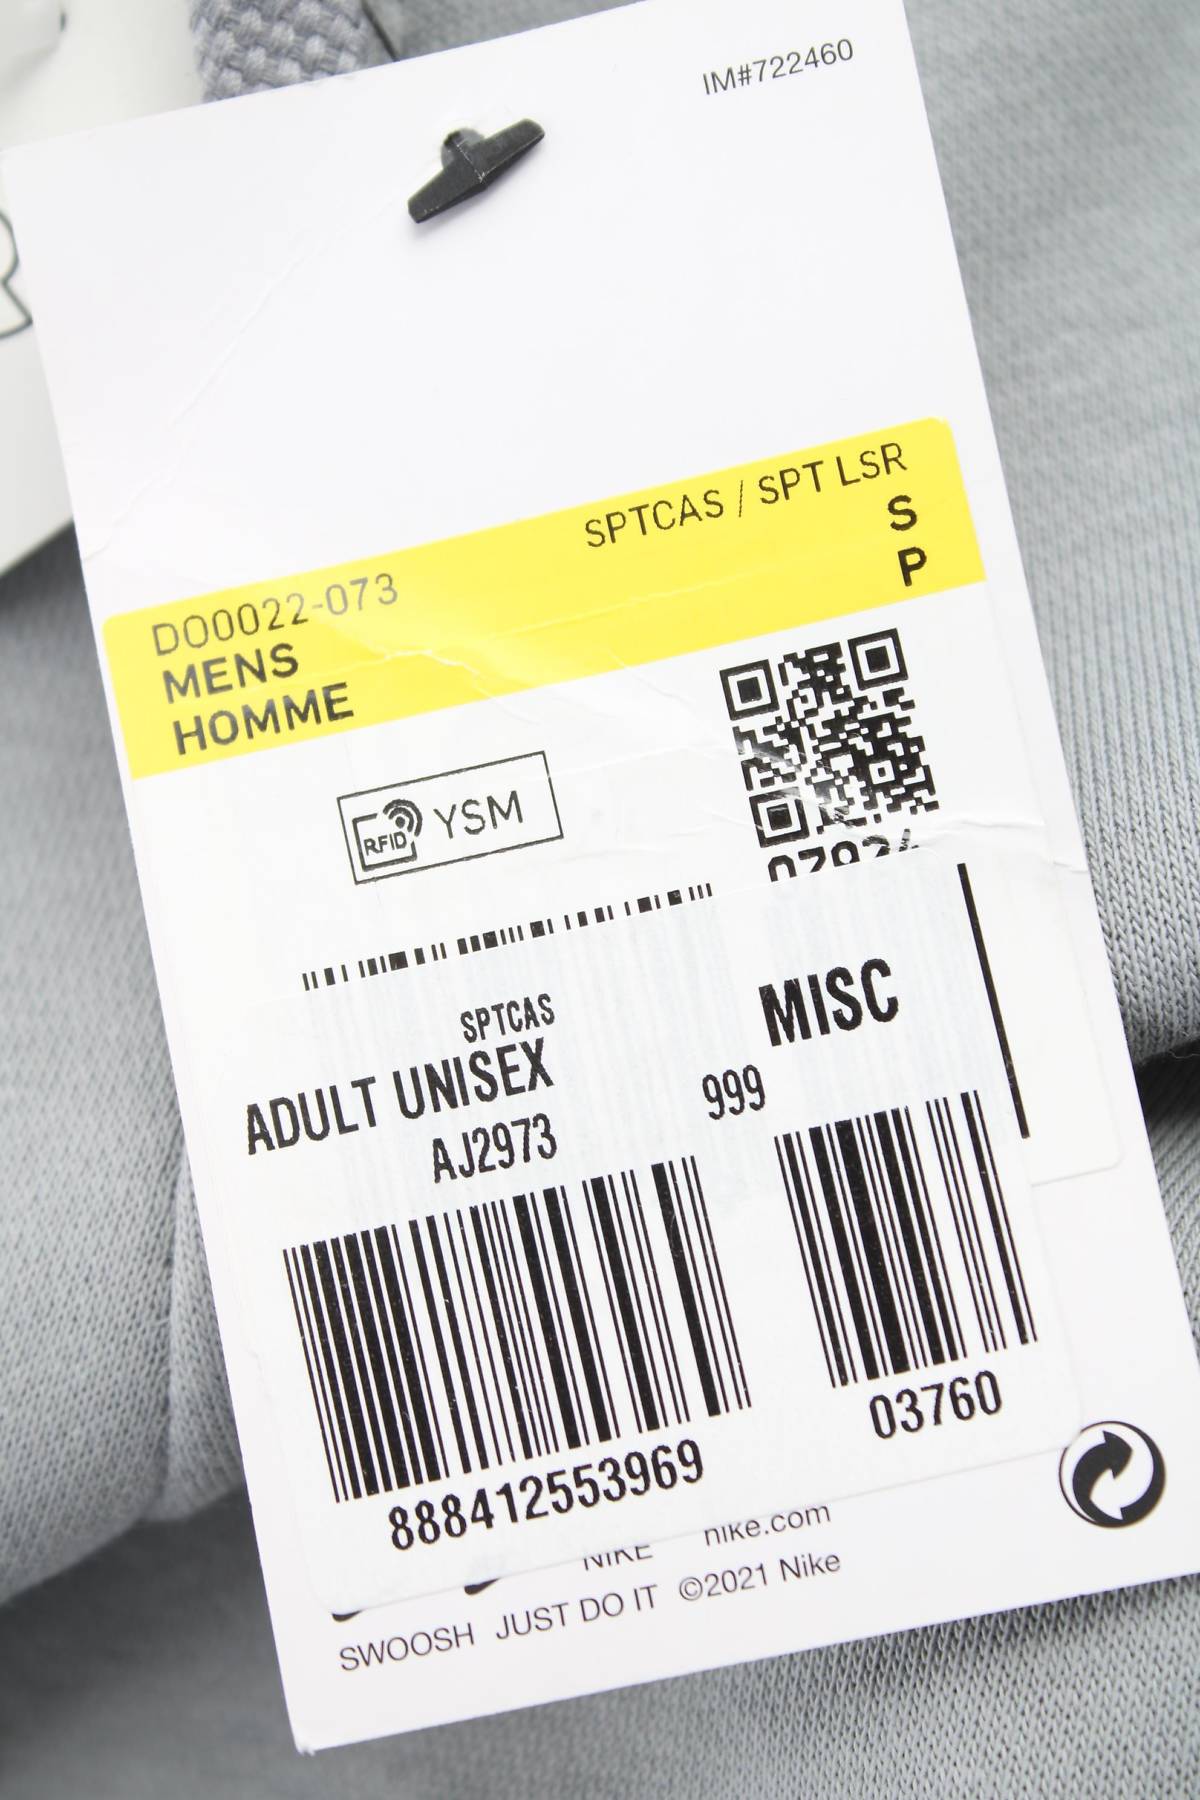 IM#722460
SPTCAS / SPT LSR
S
P
DO0022-073
MENS
HOMME
RFID YSM
SPTCAS
ADULT UNISEX
AJ2973
MISC
999
888412553969
03760
NIKE nike.com
SWOOSH JUST DO IT ©2021 Nike